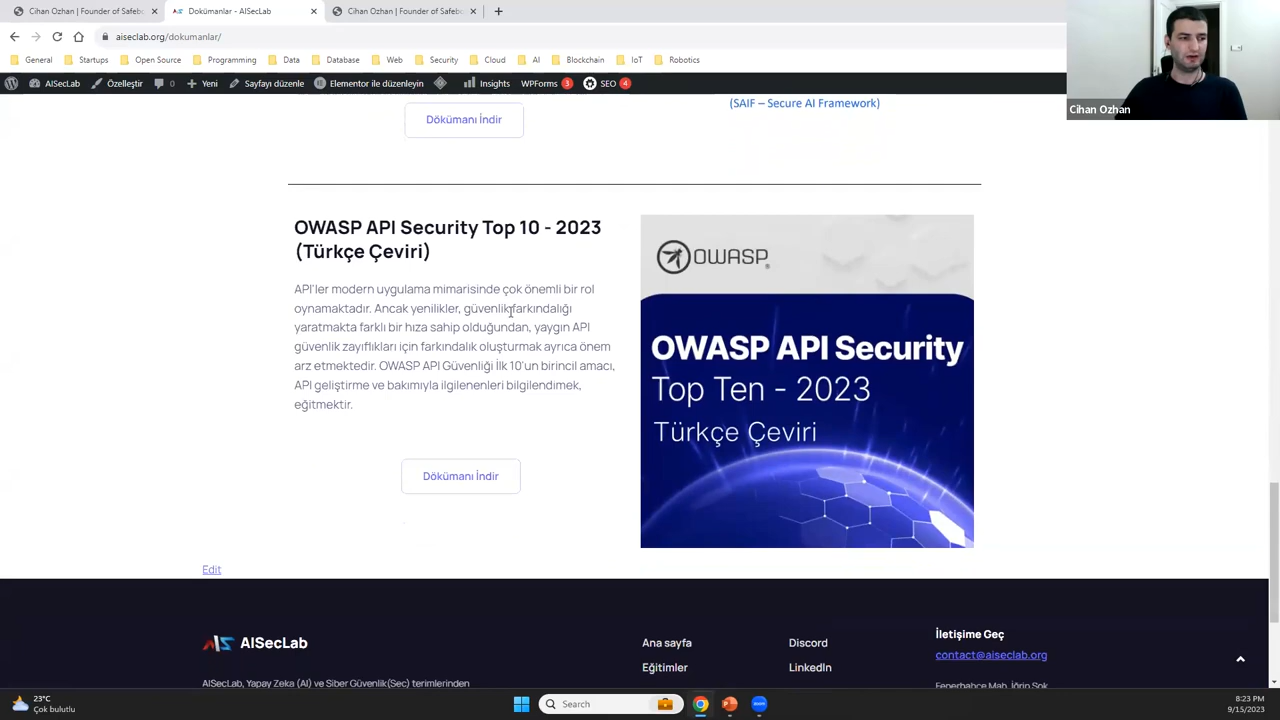 Cihan Ozhan | Founder of Safeb
Dokümanlar - AISecLab
Cihan Ozhan | Founder of Safeb
aiseclab.org/dokumanlar/
General
Startups
Open Source
Programming
Data
Database
Web
Security
Cloud
AI
Blockchain
IoT
Robotics
AISecLab
Özelleştir
0
Yeni
Sayfayı düzenle
Elementor ile düzenleyin
Insights
WPForms 3
SEO 4
Cihan Ozhan
(SAIF – Secure AI Framework)
Dökümanı İndir
OWASP API Security Top 10 - 2023
(Türkçe Çeviri)
API'ler modern uygulama mimarisinde çok önemli bir rol
oynamaktadır. Ancak yenilikler, güvenlik farkındalığı
yaratmakta farklı bir hıza sahip olduğundan, yaygın API
güvenlik zayıflıkları için farkındalık oluşturmak ayrıca önem
arz etmektedir. OWASP API Güvenliği İlk 10'un birincil amacı,
API geliştirme ve bakımıyla ilgilenenleri bilgilendimek,
eğitmektir.
Dökümanı İndir
OWASP
OWASP API Security
Top Ten - 2023
Türkçe Çeviri
Edit
AISecLab
AISecLab, Yapay Zeka (AI) ve Siber Güvenlik(Sec) terimlerinden
Ana sayfa
Eğitimler
Discord
LinkedIn
İletişime Geç
contact@aiseclab.org
Fenerbahçe Mah. İğrip Sok.
23°C
Çok bulutlu
Search
8:23 PM
9/15/2023